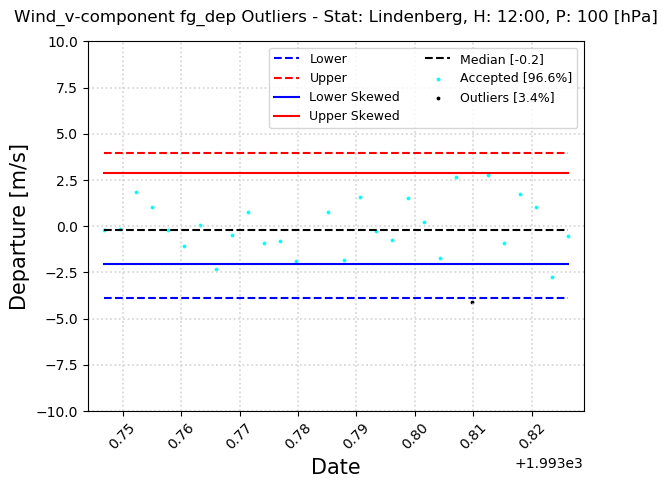 Wind_v-component fg_dep Outliers - Stat: Lindenberg, H: 12:00, P: 100 [hPa]
Lower
Upper
Lower Skewed
Upper Skewed
Median [-0.2]
Accepted [96.6%]
Outliers [3.4%]
Departure [m/s]
10.0
7.5
5.0
2.5
0.0
−2.5
−5.0
−7.5
−10.0
0.75
0.76
0.77
0.78
0.79
0.80
0.81
0.82
+1.993e3
Date